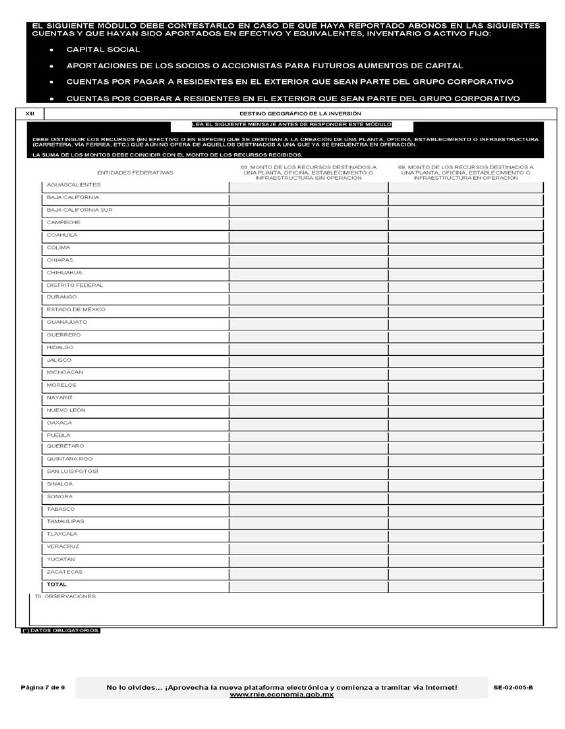 EL SIGUIENTE MÓDULO DEBE CONTESTARLO EN CASO DE QUE HAYA REPORTADO ABONOS EN LAS SIGUIENTES
CUENTAS Y QUE HAYAN SIDO APORTADOS EN EFECTIVO Y EQUIVALENTES, INVENTARIO O ACTIVO FIJO:
• CAPITAL SOCIAL
• APORTACIONES DE LOS SOCIOS O ACCIONISTAS PARA FUTUROS AUMENTOS DE CAPITAL
• CUENTAS POR PAGAR A RESIDENTES EN EL EXTERIOR QUE SEAN PARTE DEL GRUPO CORPORATIVO
• CUENTAS POR COBRAR A RESIDENTES EN EL EXTERIOR QUE SEAN PARTE DEL GRUPO CORPORATIVO
XIII DESTINO GEOGRÁFICO DE LA INVERSIÓN
LEA EL SIGUIENTE MENSAJE ANTES DE RESPONDER ESTE MÓDULO
DEBE DISTINGUIR LOS RECURSOS (EN EFECTIVO O EN ESPECIE) QUE SE DESTINAN A LA CREACIÓN DE UNA PLANTA, OFICINA, ESTABLECIMIENTO O INFRAESTRUCTURA
(CARRETERA, VÍA FÉRREA, ETC.) QUE AÚN NO OPERA DE AQUELLOS DESTINADOS A UNA QUE YA SE ENCUENTRA EN OPERACIÓN.
LA SUMA DE LOS MONTOS DEBE COINCIDIR CON EL MONTO DE LOS RECURSOS RECIBIDOS.
ENTIDADES FEDERATIVAS
MONTO DE LOS RECURSOS DESTINADOS A
UNA PLANTA, OFICINA, ESTABLECIMIENTO O
INFRAESTRUCTURA SIN OPERACIÓN
69. MONTO DE LOS RECURSOS DESTINADOS A
UNA PLANTA, OFICINA, ESTABLECIMIENTO O
INFRAESTRUCTURA EN OPERACIÓN
AGUASCALIENTES
BAJA CALIFORNIA
BAJA CALIFORNIA SUR
CAMPECHE
COAHUILA
COLIMA
CHIAPAS
CHIHUAHUA
DISTRITO FEDERAL
DURANGO
ESTADO DE MÉXICO
GUANAJUATO
GUERRERO
HIDALGO
JALISCO
MICHOACÁN
MORELOS
NAYARIT
NUEVO LEÓN
OAXACA
PUEBLA
QUERÉTARO
QUINTANA ROO
SAN LUIS POTOSÍ
SINALOA
SONORA
TABASCO
TAMAULIPAS
TLAXCALA
VERACRUZ
YUCATÁN
ZACATECAS
TOTAL
70. OBSERVACIONES
(*) DATOS OBLIGATORIOS
Página 7 de 9
No lo olvides... ¡Aprovecha la nueva plataforma electrónica y comienza a tramitar vía Internet!
www.rnie.economia.gob.mx
SE-02-005-B